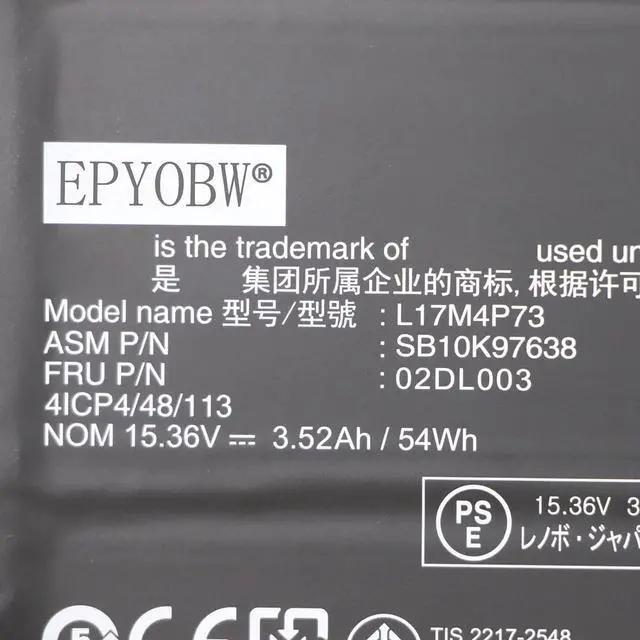 EPYOBW®
is the trademark of used un
是 集团所属企业的商标, 根据许可
Model name 型号/型號 : L17M4P73
ASM P/N : SB10K97638
FRU P/N : 02DL003
4ICP4/48/113
NOM 15.36V ⎓ 3.52Ah / 54Wh
PS
E
15.36V 3
レノボ・ジャパ
TIS 2217-2548